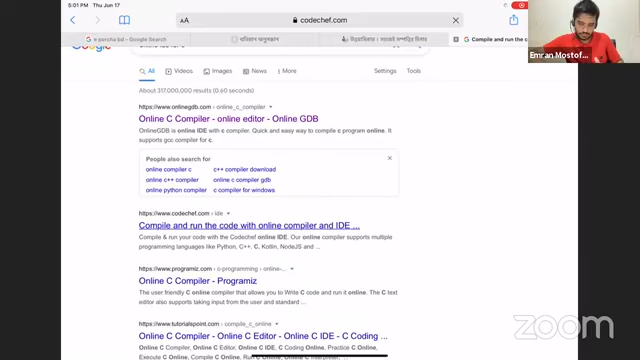 5:01 PM Thu Jun 17
AA
codechef.com
e porcha bd - Google Search
Compile and run the co
Emran Mostof...
Google
All
Videos
Images
News
More
Settings
Tools
About 317,000,000 results (0.60 seconds)
https://www.onlinegdb.com › online_c_compiler
Online C Compiler - online editor - Online GDB
OnlineGDB is online IDE with c compiler. Quick and easy way to compile c program online. It
supports gcc compiler for c.
People also search for
online compiler c c++ compiler download
online c++ compiler online c compiler gdb
online python compiler c compiler for windows
https://www.codechef.com › ide
Compile and run the code with online compiler and IDE ...
Compile & run your code with the Codechef online IDE. Our online compiler supports multiple
programming languages like Python, C++, C, Kotlin, NodeJS and ...
https://www.programiz.com › c-programming › online-...
Online C Compiler - Programiz
The user friendly C online compiler that allows you to Write C code and run it online. The C text
editor also supports taking input from the user and standard ...
https://www.tutorialspoint.com › compile_c_online
Online C Compiler - Online C Editor - Online C IDE - C Coding ...
Online C Compiler, Online C Editor, Online C IDE, C Coding Online, Practice C Online,
Execute C Online, Compile C Online, Run C Online, C Online Interpreter,
zoom